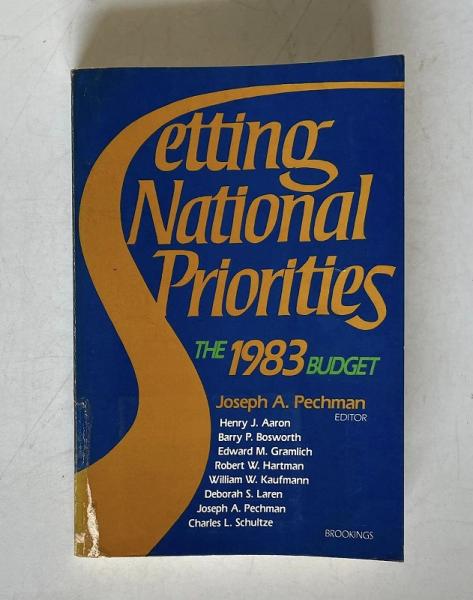 Setting
National
Priorities
THE 1983 BUDGET
Joseph A. Pechman
EDITOR
Henry J. Aaron
Barry P. Bosworth
Edward M. Gramlich
Robert W. Hartman
William W. Kaufmann
Deborah S. Laren
Joseph A. Pechman
Charles L. Schultze
BROOKINGS